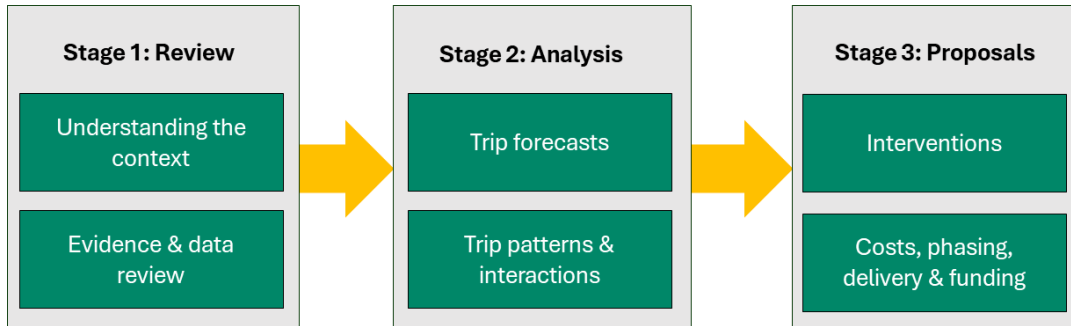 Stage 1: Review
Understanding the
context
Evidence & data
review
Stage 2: Analysis
Trip forecasts
Trip patterns &
interactions
Stage 3: Proposals
Interventions
Costs, phasing,
delivery & funding